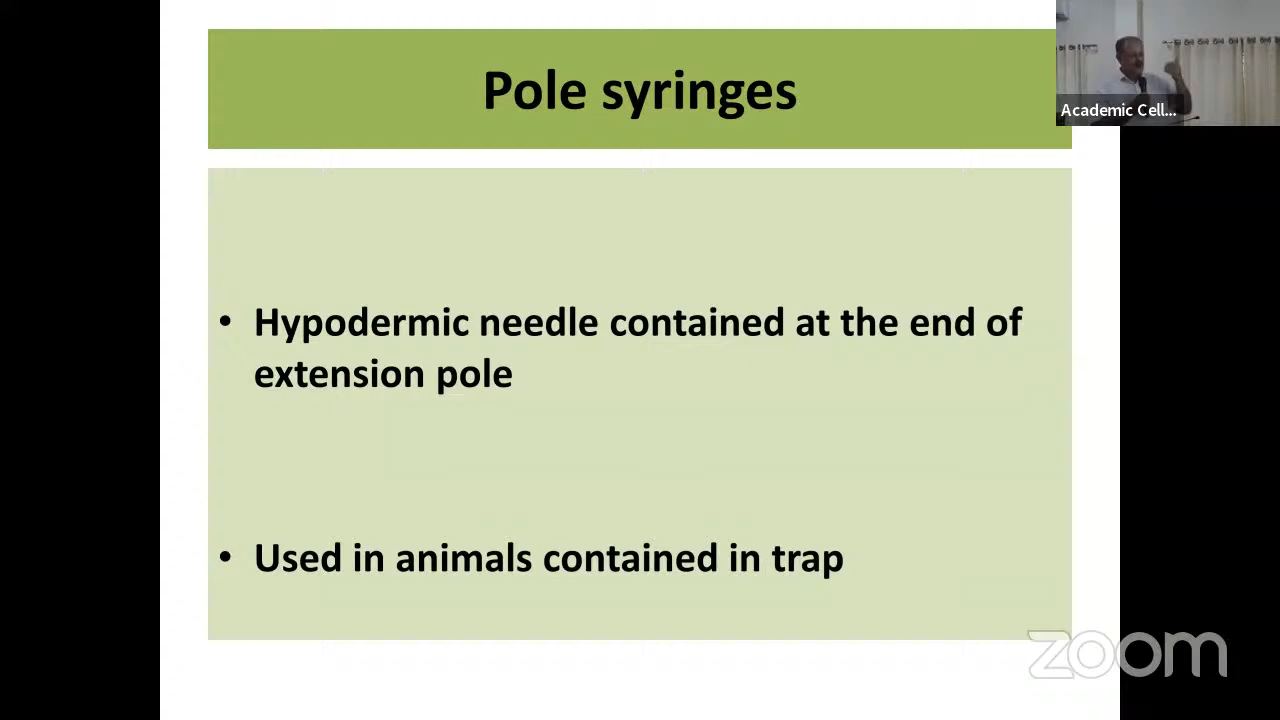 Pole syringes
Academic Cell...
• Hypodermic needle contained at the end of
extension pole
• Used in animals contained in trap
zoom